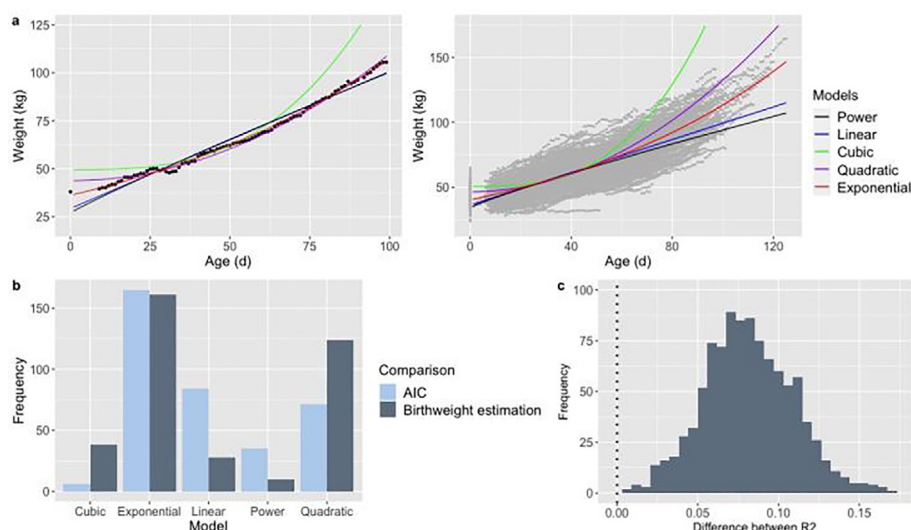 a
125
100
75
50
25
Weight (kg)
0 25 50 75 100
Age (d)
150
100
50
Weight (kg)
0 40 80 120
Age (d)
Models
Power
Linear
Cubic
Quadratic
Exponential
b
150
100
50
0
Frequency
Cubic Exponential Linear Power Quadratic
Model
Comparison
AIC
Birthweight estimation
c
100
75
50
25
0
Frequency
0.00 0.05 0.10 0.15
Difference between R2